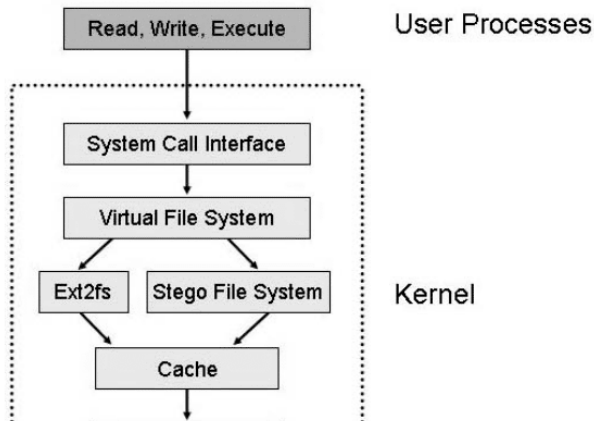 Read, Write, Execute
User Processes
System Call Interface
Virtual File System
Ext2fs
Stego File System
Kernel
Cache